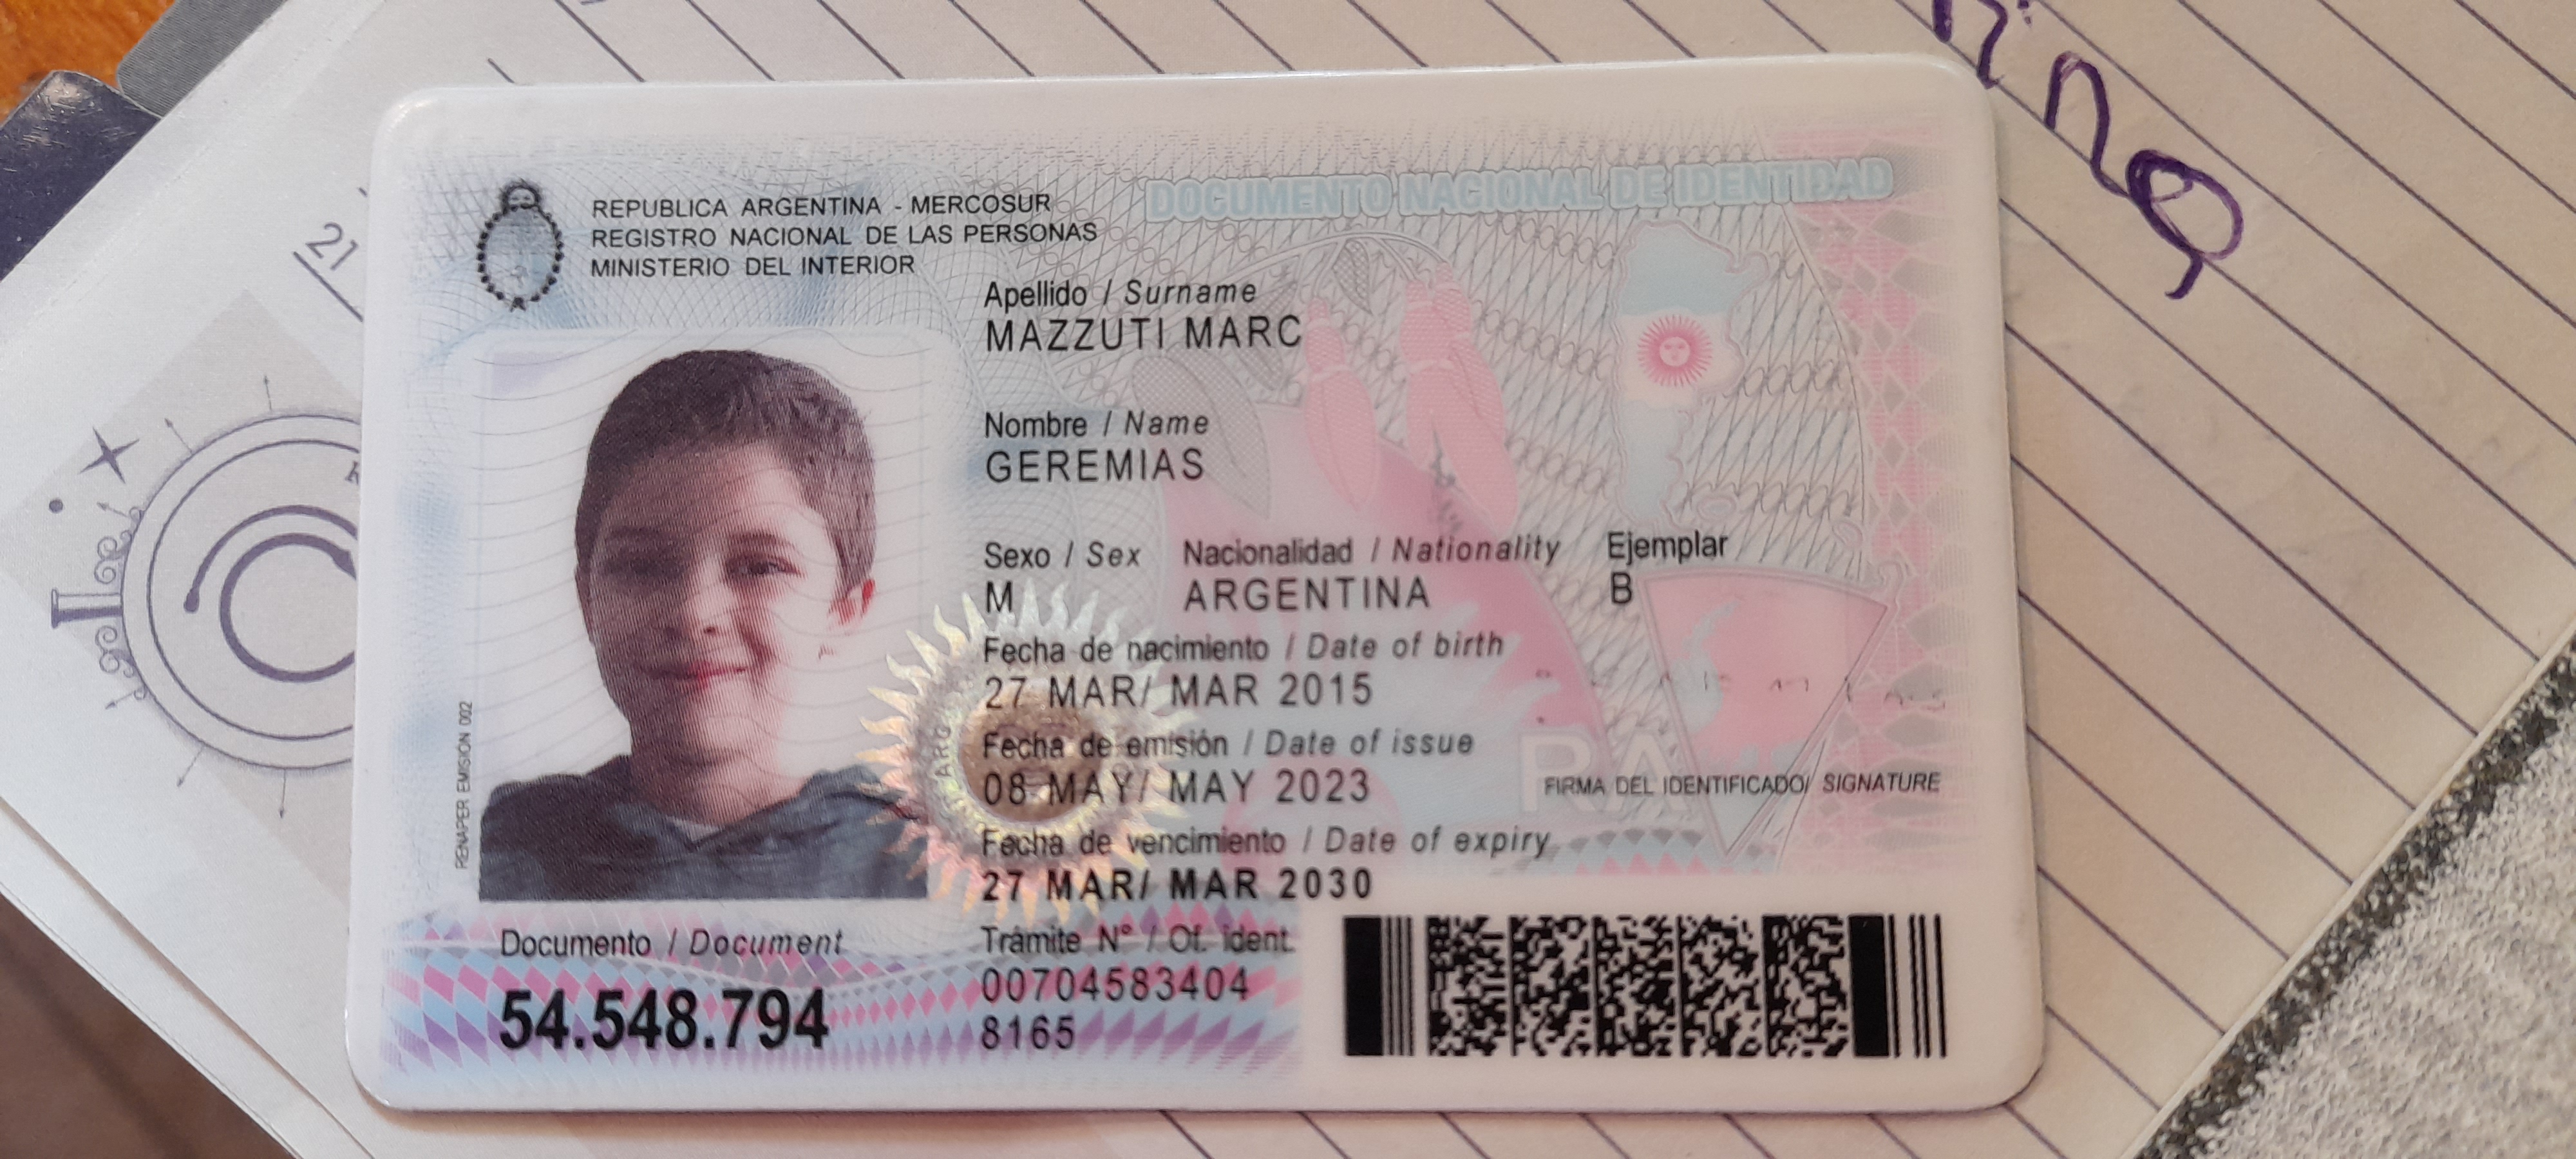 REPUBLICA ARGENTINA - MERCOSUR
REGISTRO NACIONAL DE LAS PERSONAS
MINISTERIO DEL INTERIOR
DOCUMENTO NACIONAL DE IDENTIDAD
Apellido / Surname
MAZZUTI MARC
Nombre / Name
GEREMIAS
Sexo / Sex Nacionalidad / Nationality Ejemplar
M ARGENTINA B
Fecha de nacimiento / Date of birth
27 MAR/ MAR 2015
Fecha de emisión / Date of issue
08 MAY/ MAY 2023
Fecha de vencimiento / Date of expiry
27 MAR/ MAR 2030
FIRMA DEL IDENTIFICADO/ SIGNATURE
RENAPER EMISIÓN 002
ARG
RA
Documento / Document
54.548.794
Trámite N° / Of. ident.
00704583404
8165
21